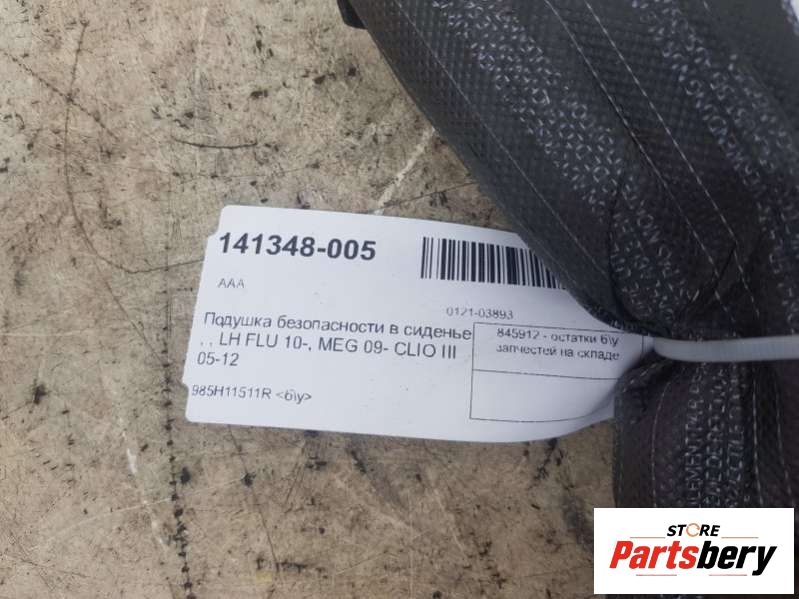 141348-005
AAA
0121-03893
Подушка безопасности в сиденье
, , LH FLU 10-, MEG 09- CLIO III
05-12
845912 - остатки б\у
запчестей на складе
985H11511R <б\у>
STORE
Partsbery